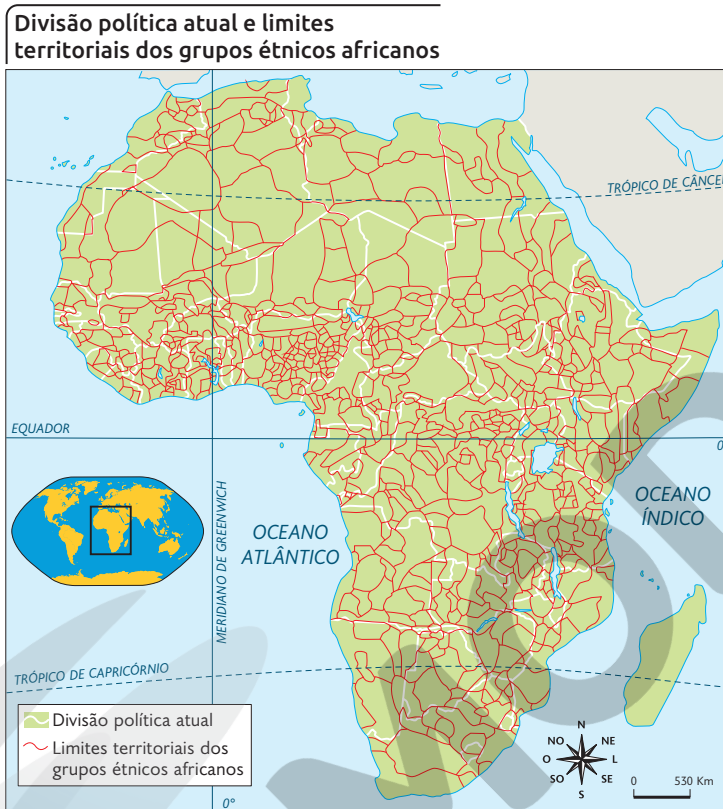 Divisão política atual e limites
territoriais dos grupos étnicos africanos
TRÓPICO DE CÂNCER
EQUADOR
0
MERIDIANO DE GREENWICH
OCEANO
ATLÂNTICO
OCEANO
ÍNDICO
TRÓPICO DE CAPRICÓRNIO
Divisão política atual
Limites territoriais dos
grupos étnicos africanos
0°
N
NO NE
O L
SO SE
S
0 530 Km